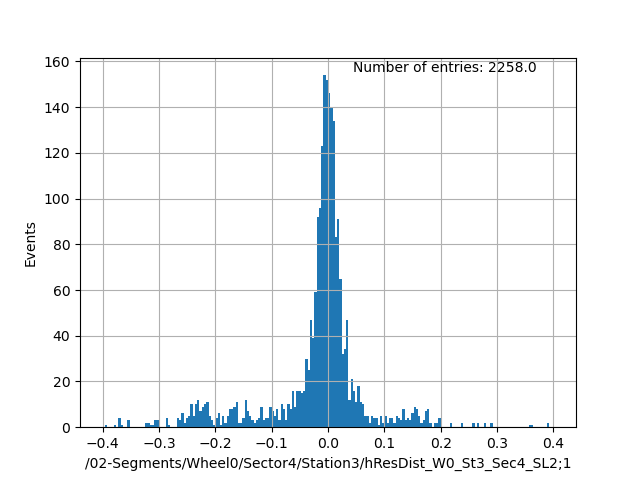 Number of entries: 2258.0
160
140
120
100
80
60
40
20
0
Events
−0.4 −0.3 −0.2 −0.1 0.0 0.1 0.2 0.3 0.4
/02-Segments/Wheel0/Sector4/Station3/hResDist_W0_St3_Sec4_SL2;1